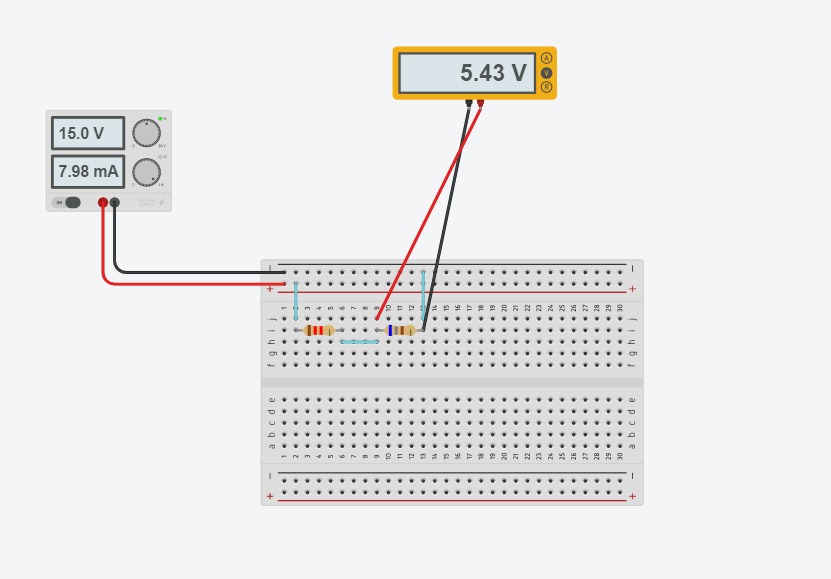 5.43 V
A
V
R
15.0 V
7.98 mA
ON
− −
+ +
1 2 3 4 5 6 7 8 9 10 11 12 13 14 15 16 17 18 19 20 21 22 23 24 25 26 27 28 29 30
j j
i i
h h
g g
f f
e e
d d
c c
b b
a a
1 2 3 4 5 6 7 8 9 10 11 12 13 14 15 16 17 18 19 20 21 22 23 24 25 26 27 28 29 30
− −
+ +